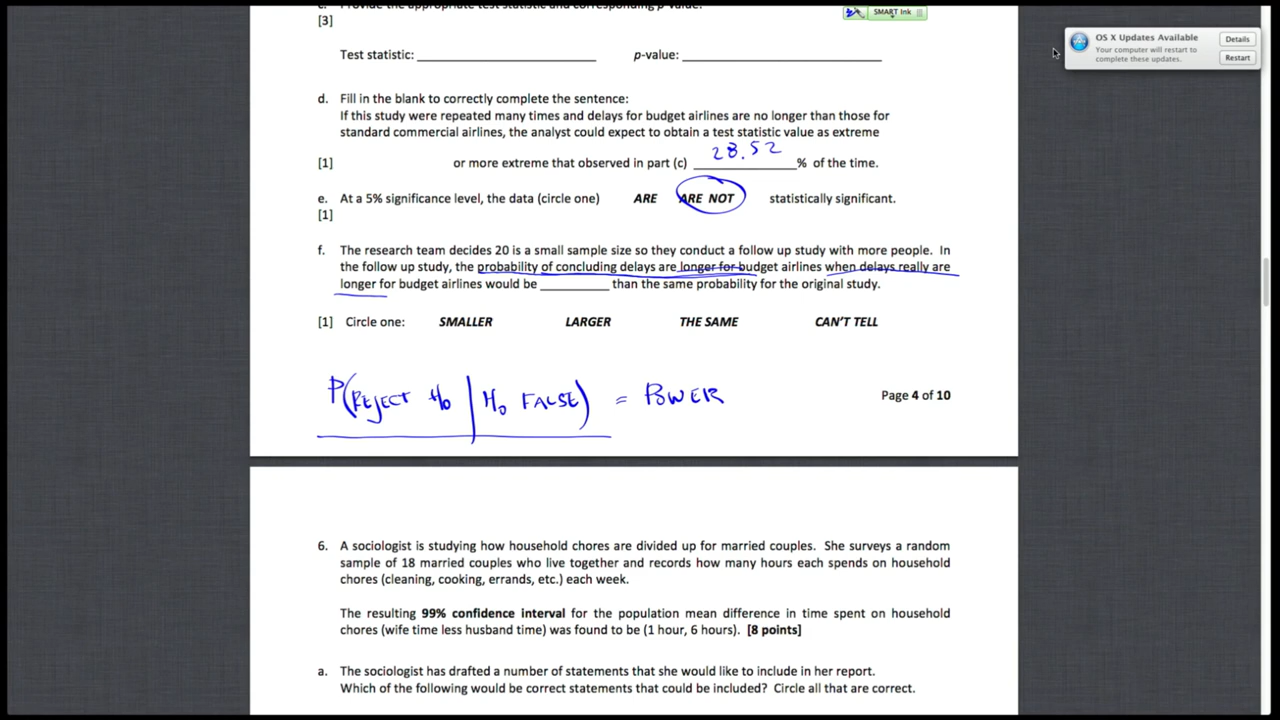 c. Provide the appropriate test statistic and corresponding p-value.
SMART Ink
[3]
OS X Updates Available
Your computer will restart to
complete these updates.
Details
Restart
Test statistic: p-value:
d. Fill in the blank to correctly complete the sentence:
If this study were repeated many times and delays for budget airlines are no longer than those for
standard commercial airlines, the analyst could expect to obtain a test statistic value as extreme
28.52
[1] or more extreme that observed in part (c) ____________% of the time.
e. At a 5% significance level, the data (circle one) ARE ARE NOT statistically significant.
[1]
f. The research team decides 20 is a small sample size so they conduct a follow up study with more people. In
the follow up study, the probability of concluding delays are longer for budget airlines when delays really are
longer for budget airlines would be _________ than the same probability for the original study.
[1] Circle one: SMALLER LARGER THE SAME CAN'T TELL
P(REJECT H₀ | H₀ FALSE) = POWER
Page 4 of 10
6. A sociologist is studying how household chores are divided up for married couples. She surveys a random
sample of 18 married couples who live together and records how many hours each spends on household
chores (cleaning, cooking, errands, etc.) each week.
The resulting 99% confidence interval for the population mean difference in time spent on household
chores (wife time less husband time) was found to be (1 hour, 6 hours). [8 points]
a. The sociologist has drafted a number of statements that she would like to include in her report.
Which of the following would be correct statements that could be included? Circle all that are correct.